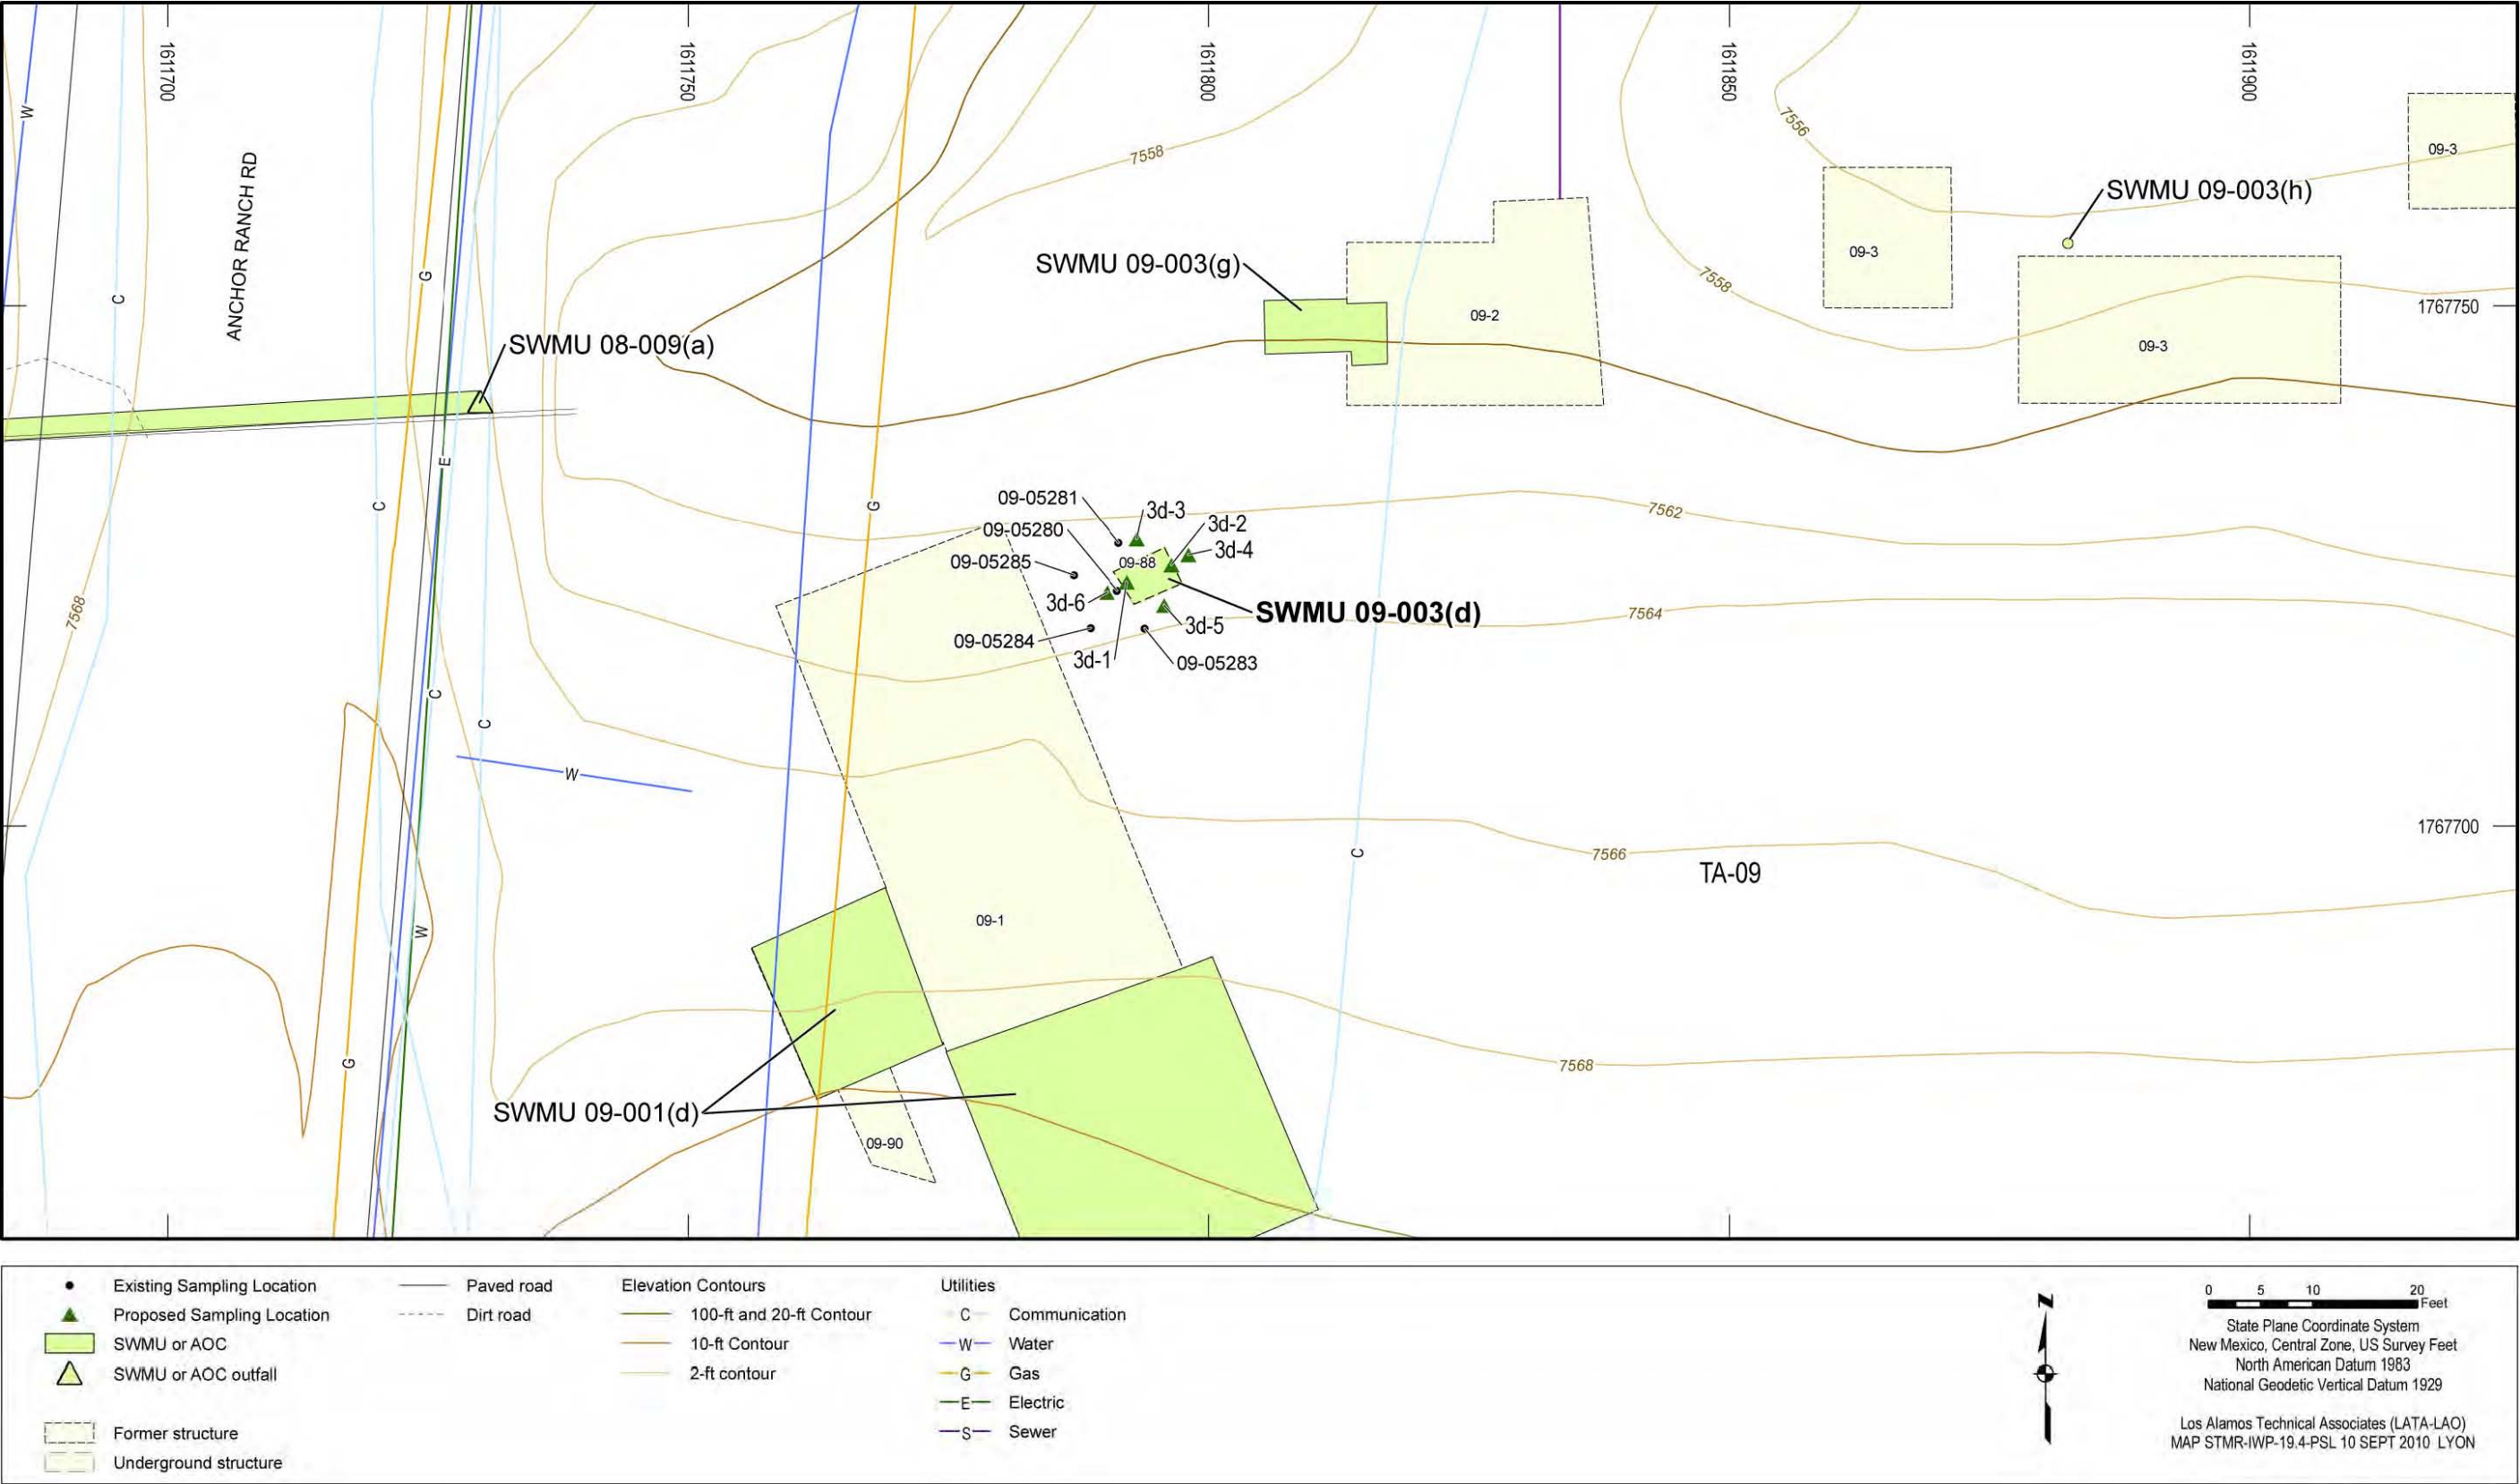 1611700
1611750
1611800
1611850
1611900
W
7556
09-3
7558
ANCHOR RANCH RD
SWMU 09-003(h)
09-3
G
SWMU 09-003(g)
7558
C
1767750
09-2
SWMU 08-009(a)
09-3
E
C
G
09-05281
3d-3
7562
3d-2
09-05280
3d-4
09-88
09-05285
3d-6
7568
SWMU 09-003(d)
7564
3d-5
09-05284
3d-1
09-05283
C
C
W
1767700
C
7566
TA-09
09-1
W
G
7568
SWMU 09-001(d)
09-90
Existing Sampling Location
Proposed Sampling Location
SWMU or AOC
SWMU or AOC outfall
Former structure
Underground structure
Paved road
Dirt road
Elevation Contours
100-ft and 20-ft Contour
10-ft Contour
2-ft contour
Utilities
C Communication
W Water
G Gas
E Electric
S Sewer
N
0 5 10 20
Feet
State Plane Coordinate System
New Mexico, Central Zone, US Survey Feet
North American Datum 1983
National Geodetic Vertical Datum 1929
Los Alamos Technical Associates (LATA-LAO)
MAP STMR-IWP-19.4-PSL 10 SEPT 2010 LYON